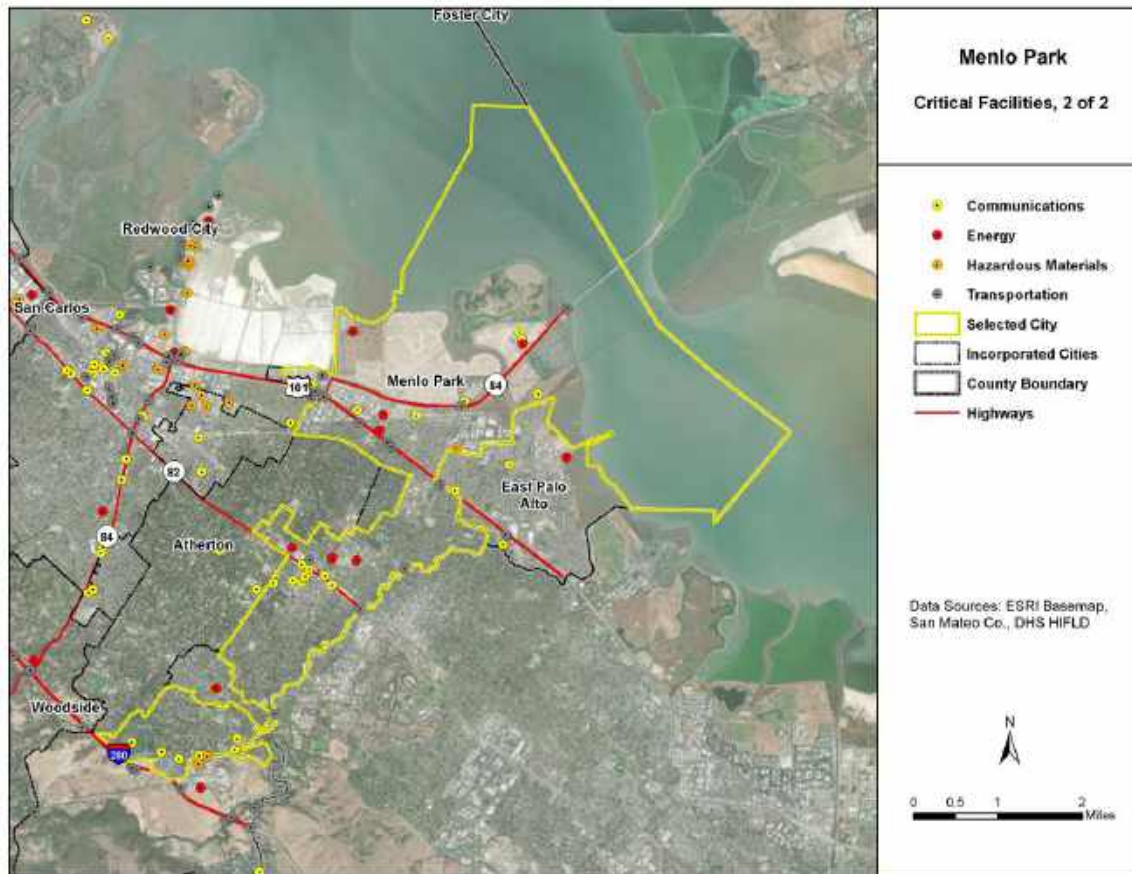 Foster City
Redwood City
San Carlos
101
Menlo Park
84
82
East Palo
Alto
84
Atherton
Woodside
280
Menlo Park
Critical Facilities, 2 of 2
Communications
Energy
Hazardous Materials
Transportation
Selected City
Incorporated Cities
County Boundary
Highways
Data Sources: ESRI Basemap,
San Mateo Co., DHS HIFLD
N
0 0.5 1 2
Miles